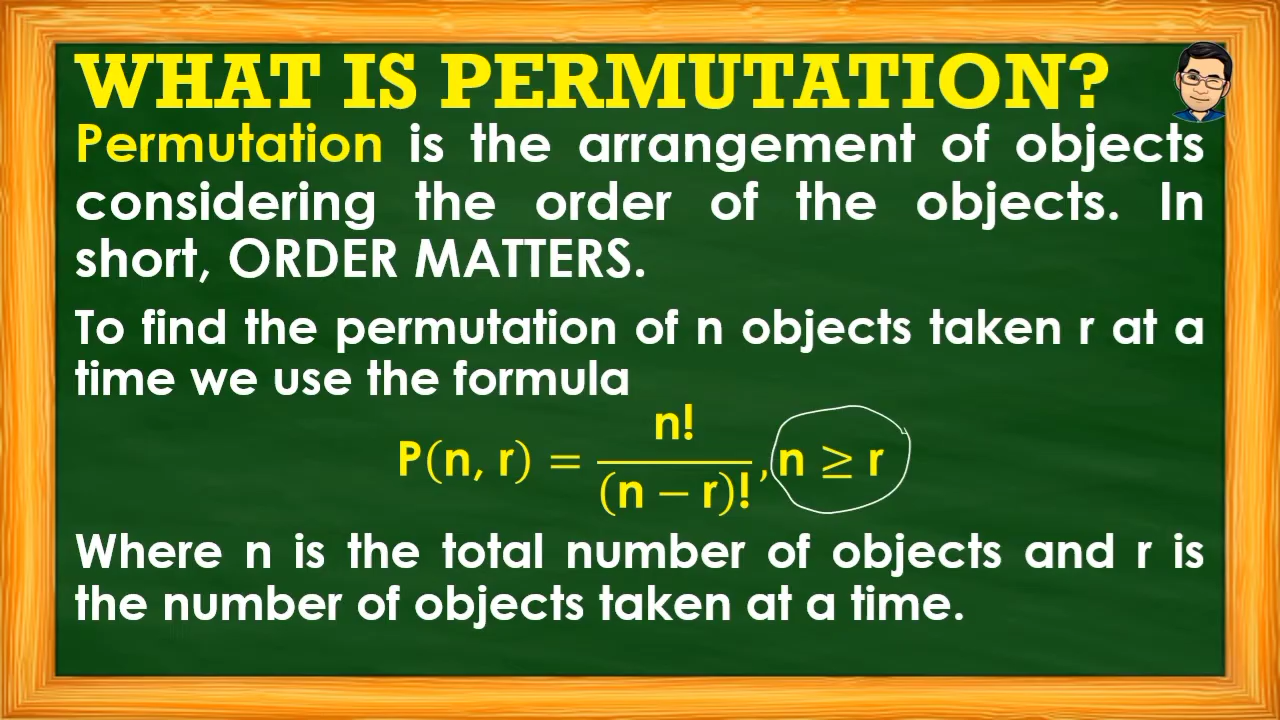 WHAT IS PERMUTATION?
Permutation is the arrangement of objects
considering the order of the objects. In
short, ORDER MATTERS.
To find the permutation of n objects taken r at a
time we use the formula
P(n, r) = n! / (n − r)! , n ≥ r
Where n is the total number of objects and r is
the number of objects taken at a time.